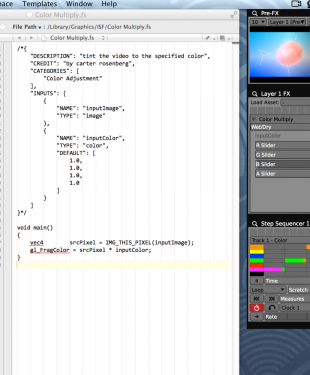 pace Templates Window Help
Color Multiply.fs
File Path ▾ : /Library/Graphics/ISF/Color Multiply.fs
Color Multiply.fs
/*{
"DESCRIPTION": "tint the video to the specified color",
"CREDIT": "by carter rosenberg",
"CATEGORIES": [
"Color Adjustment"
],
"INPUTS": [
{
"NAME": "inputImage",
"TYPE": "image"
},
{
"NAME": "inputColor",
"TYPE": "color",
"DEFAULT": [
1.0,
1.0,
1.0,
1.0
]
}
]
}*/
void main()
{
vec4 srcPixel = IMG_THIS_PIXEL(inputImage);
gl_FragColor = srcPixel * inputColor;
}
Pre-FX
10 Layer 1 (Pre
Layer 1 FX
Load Asset:
Color Multiply
Wet/Dry
inputColor
R Slider
G Slider
B Slider
A Slider
Step Sequencer 1
Track 1 - Color
Time
Loop Scratch
Measures
Clock 1
Rate